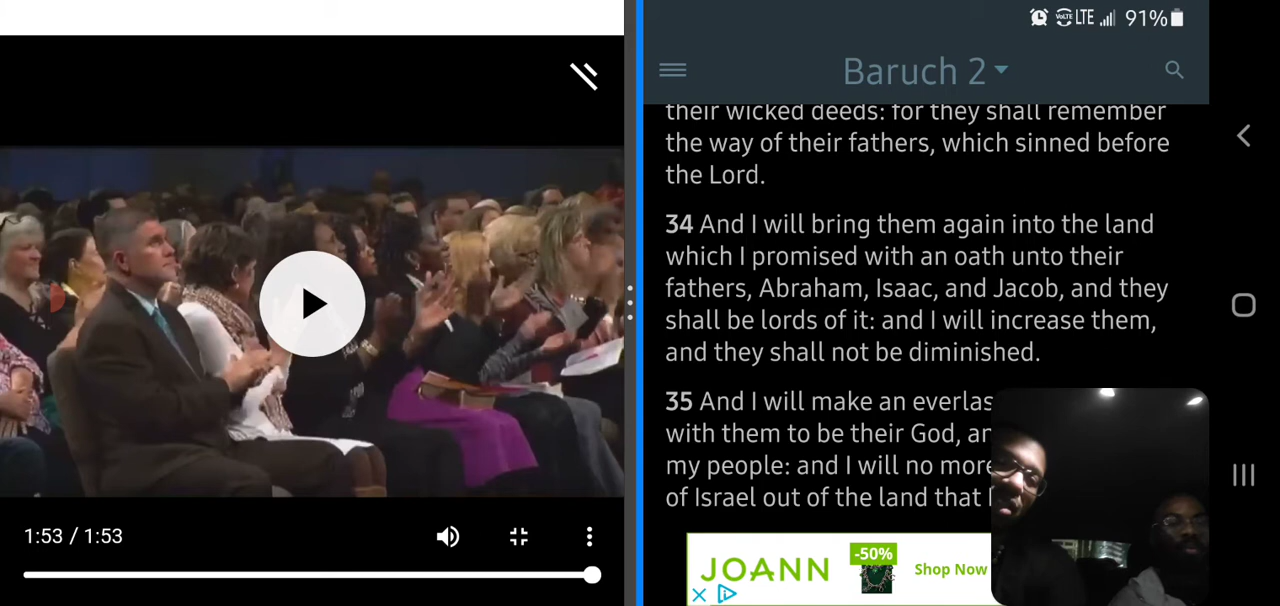 VoLTE LTE 91%
Baruch 2
their wicked deeds: for they shall remember
the way of their fathers, which sinned before
the Lord.
34 And I will bring them again into the land
which I promised with an oath unto their
fathers, Abraham, Isaac, and Jacob, and they
shall be lords of it: and I will increase them,
and they shall not be diminished.
35 And I will make an everlas
with them to be their God, an
my people: and I will no more
of Israel out of the land that
1:53 / 1:53
JOANN
-50%
Shop Now